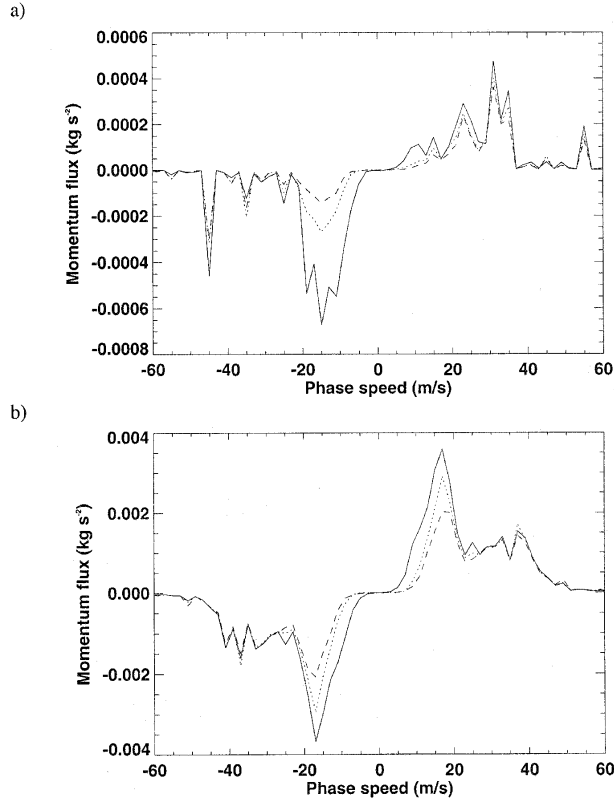 a)
0.0006
0.0004
0.0002
0.0000
-0.0002
-0.0004
-0.0006
-0.0008
Momentum flux (kg s⁻²)
-60 -40 -20 0 20 40 60
Phase speed (m/s)
b)
0.004
0.002
0.000
-0.002
-0.004
Momentum flux (kg s⁻²)
-60 -40 -20 0 20 40 60
Phase speed (m/s)